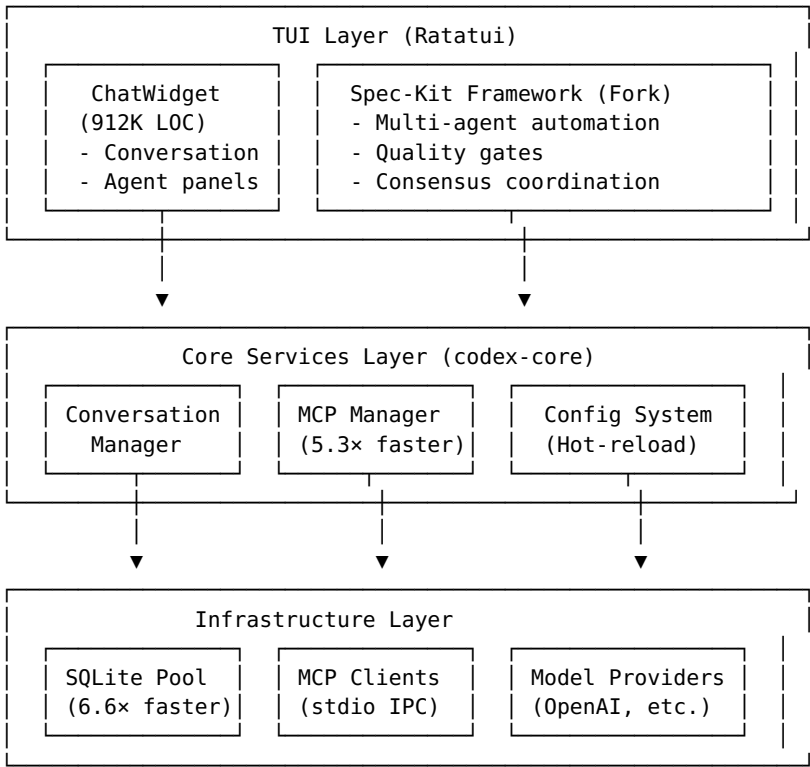 TUI Layer (Ratatui)
ChatWidget
(912K LOC)
- Conversation
- Agent panels
Spec-Kit Framework (Fork)
- Multi-agent automation
- Quality gates
- Consensus coordination
Core Services Layer (codex-core)
Conversation
Manager
MCP Manager
(5.3× faster)
Config System
(Hot-reload)
Infrastructure Layer
SQLite Pool
(6.6× faster)
MCP Clients
(stdio IPC)
Model Providers
(OpenAI, etc.)